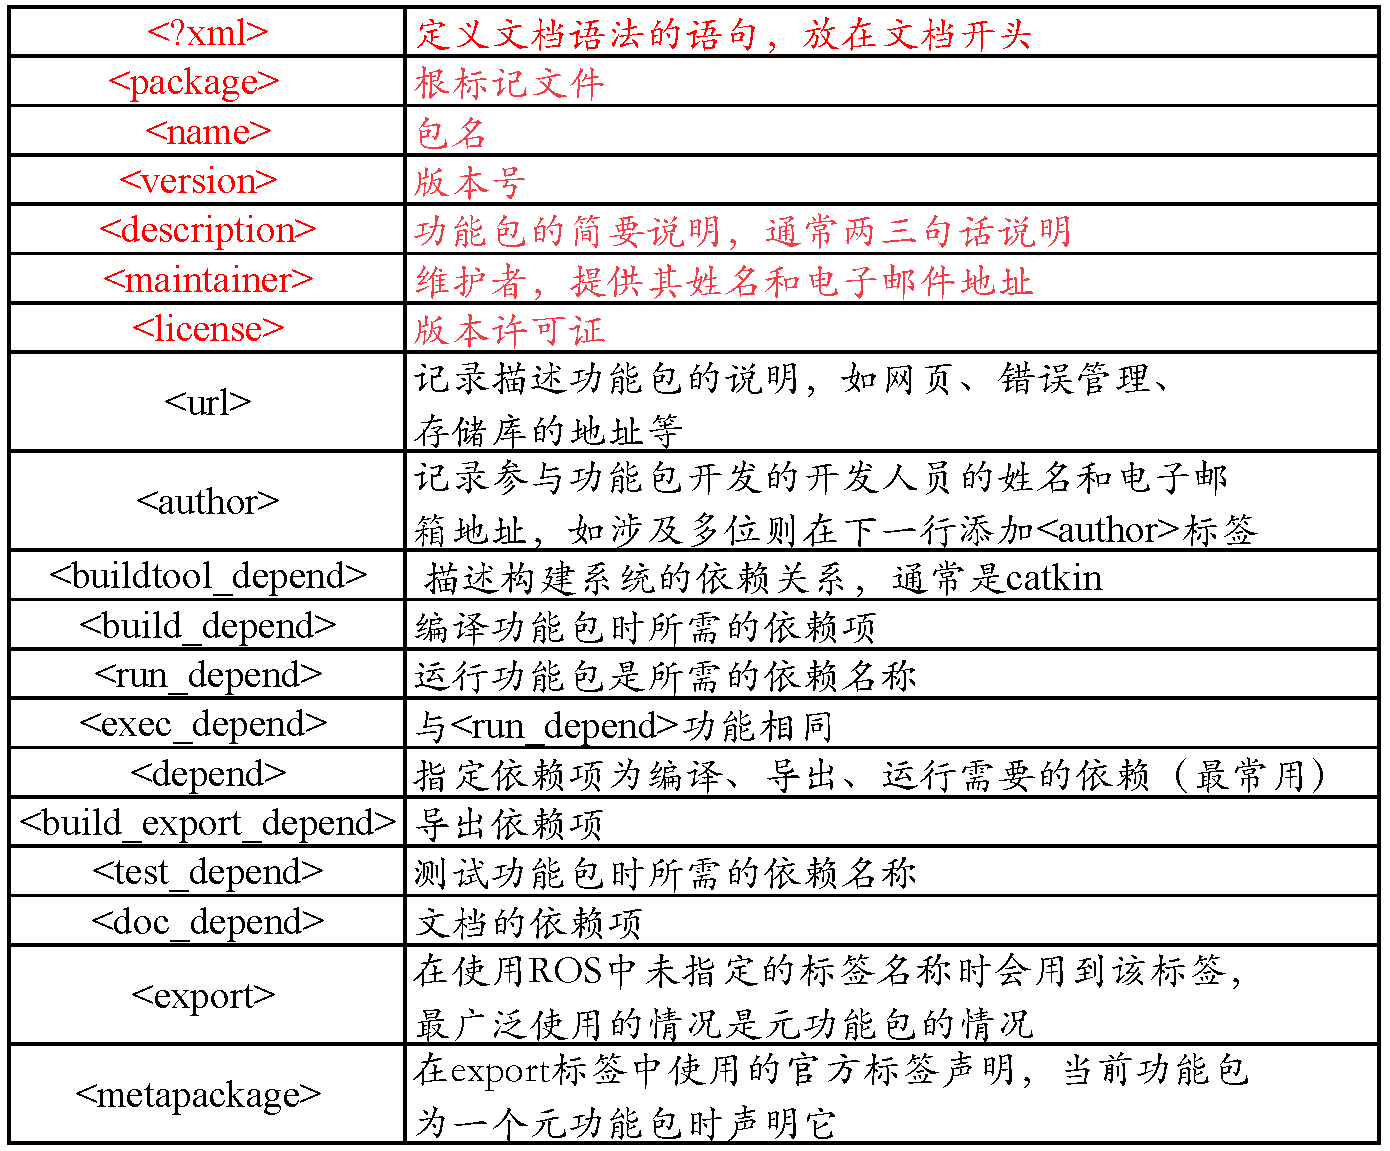 <?xml> 定义文档语法的语句，放在文档开头
<package> 根标记文件
<name> 包名
<version> 版本号
<description> 功能包的简要说明，通常两三句话说明
<maintainer> 维护者，提供其姓名和电子邮件地址
<license> 版本许可证
<url> 记录描述功能包的说明，如网页、错误管理、
存储库的地址等
<author> 记录参与功能包开发的开发人员的姓名和电子邮
箱地址，如涉及多位则在下一行添加<author>标签
<buildtool_depend> 描述构建系统的依赖关系，通常是catkin
<build_depend> 编译功能包时所需的依赖项
<run_depend> 运行功能包是所需的依赖名称
<exec_depend> 与<run_depend>功能相同
<depend> 指定依赖项为编译、导出、运行需要的依赖（最常用）
<build_export_depend> 导出依赖项
<test_depend> 测试功能包时所需的依赖名称
<doc_depend> 文档的依赖项
<export> 在使用ROS中未指定的标签名称时会用到该标签，
最广泛使用的情况是元功能包的情况
<metapackage> 在export标签中使用的官方标签声明，当前功能包
为一个元功能包时声明它